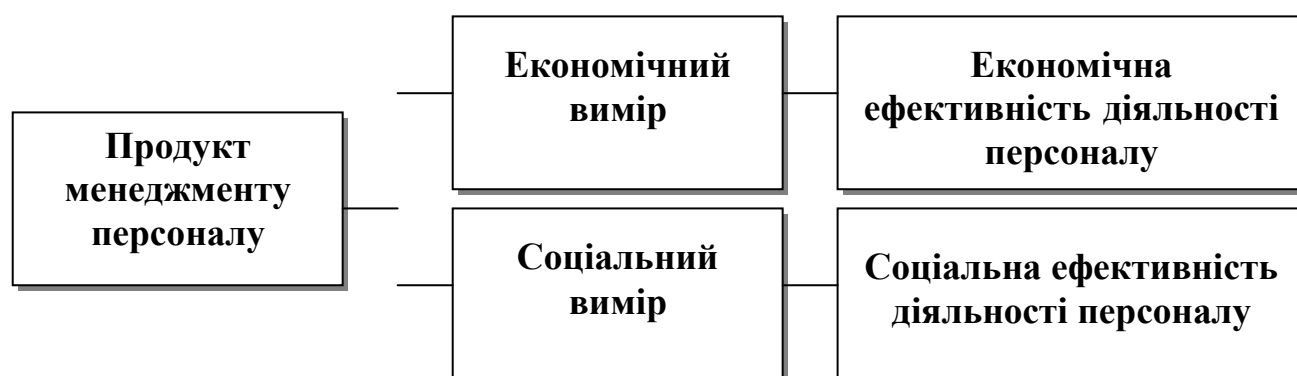 Продукт
менеджменту
персоналу
Економічний
вимір
Економічна
ефективність діяльності
персоналу
Соціальний
вимір
Соціальна ефективність
діяльності персоналу